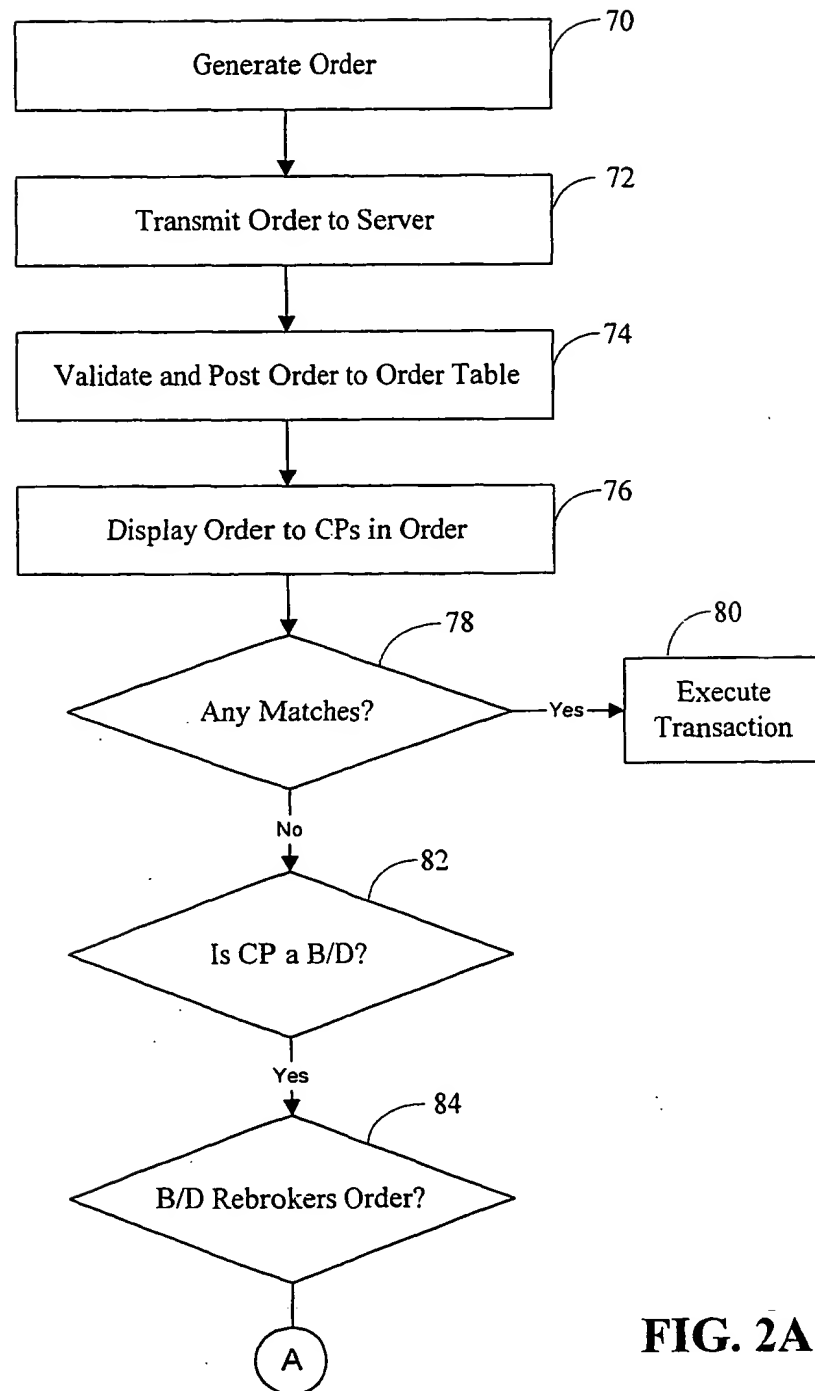 70
Generate Order
72
Transmit Order to Server
74
Validate and Post Order to Order Table
76
Display Order to CPs in Order
78
Any Matches?
Yes
80
Execute
Transaction
No
82
Is CP a B/D?
Yes
84
B/D Rebrokers Order?
A
FIG. 2A